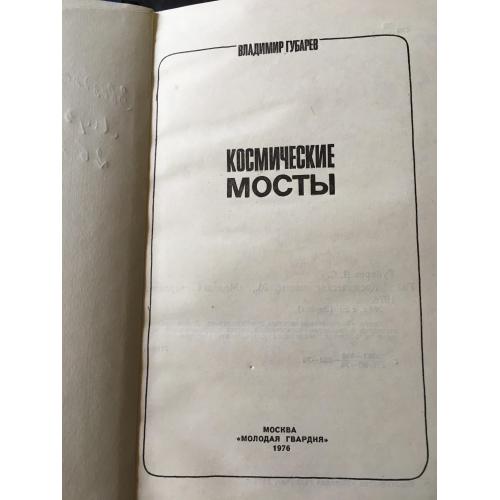 ВЛАДИМИР ГУБАРЕВ
КОСМИЧЕСКИЕ
МОСТЫ
МОСКВА
«МОЛОДАЯ ГВАРДИЯ»
1976